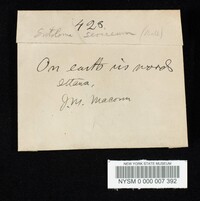 428.
On earth in woods
Ottawa,
J.M. Macoun
NEW YORK STATE MUSEUM
NYSM 0 000 007 392